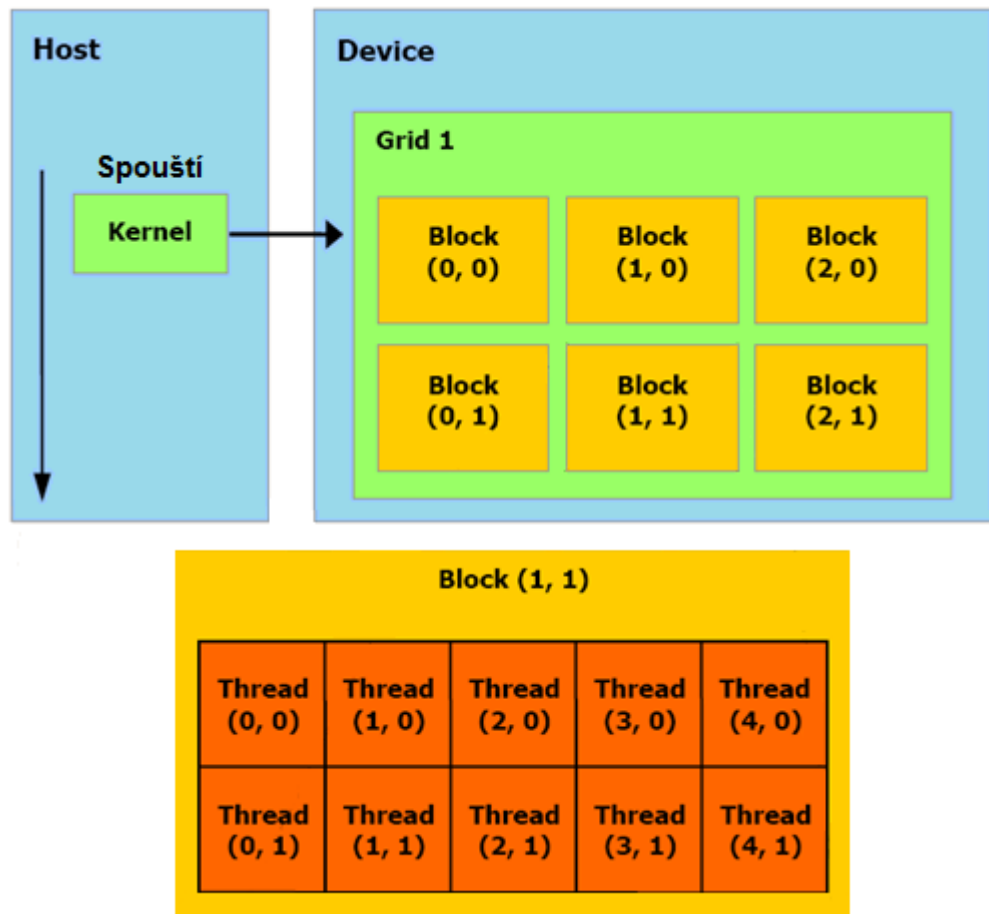 Host
Device
Grid 1
Spouští
Kernel
Block
(0, 0)
Block
(1, 0)
Block
(2, 0)
Block
(0, 1)
Block
(1, 1)
Block
(2, 1)
Block (1, 1)
Thread
(0, 0)
Thread
(1, 0)
Thread
(2, 0)
Thread
(3, 0)
Thread
(4, 0)
Thread
(0, 1)
Thread
(1, 1)
Thread
(2, 1)
Thread
(3, 1)
Thread
(4, 1)